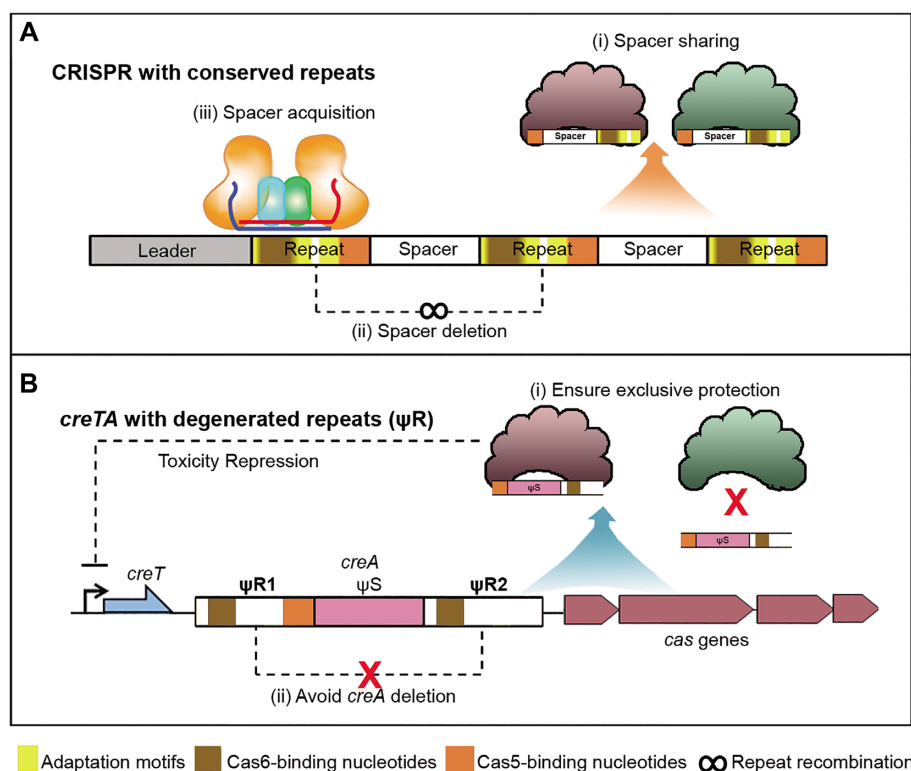 A
CRISPR with conserved repeats
(i) Spacer sharing
(iii) Spacer acquisition
Spacer
Spacer
Leader
Repeat
Spacer
Repeat
Spacer
Repeat
∞
(ii) Spacer deletion
B
(i) Ensure exclusive protection
creTA with degenerated repeats (ψR)
Toxicity Repression
ψS
X
ψS
creT
creA
ψR1
ψS
ψR2
cas genes
X
(ii) Avoid creA deletion
Adaptation motifs
Cas6-binding nucleotides
Cas5-binding nucleotides
∞ Repeat recombination